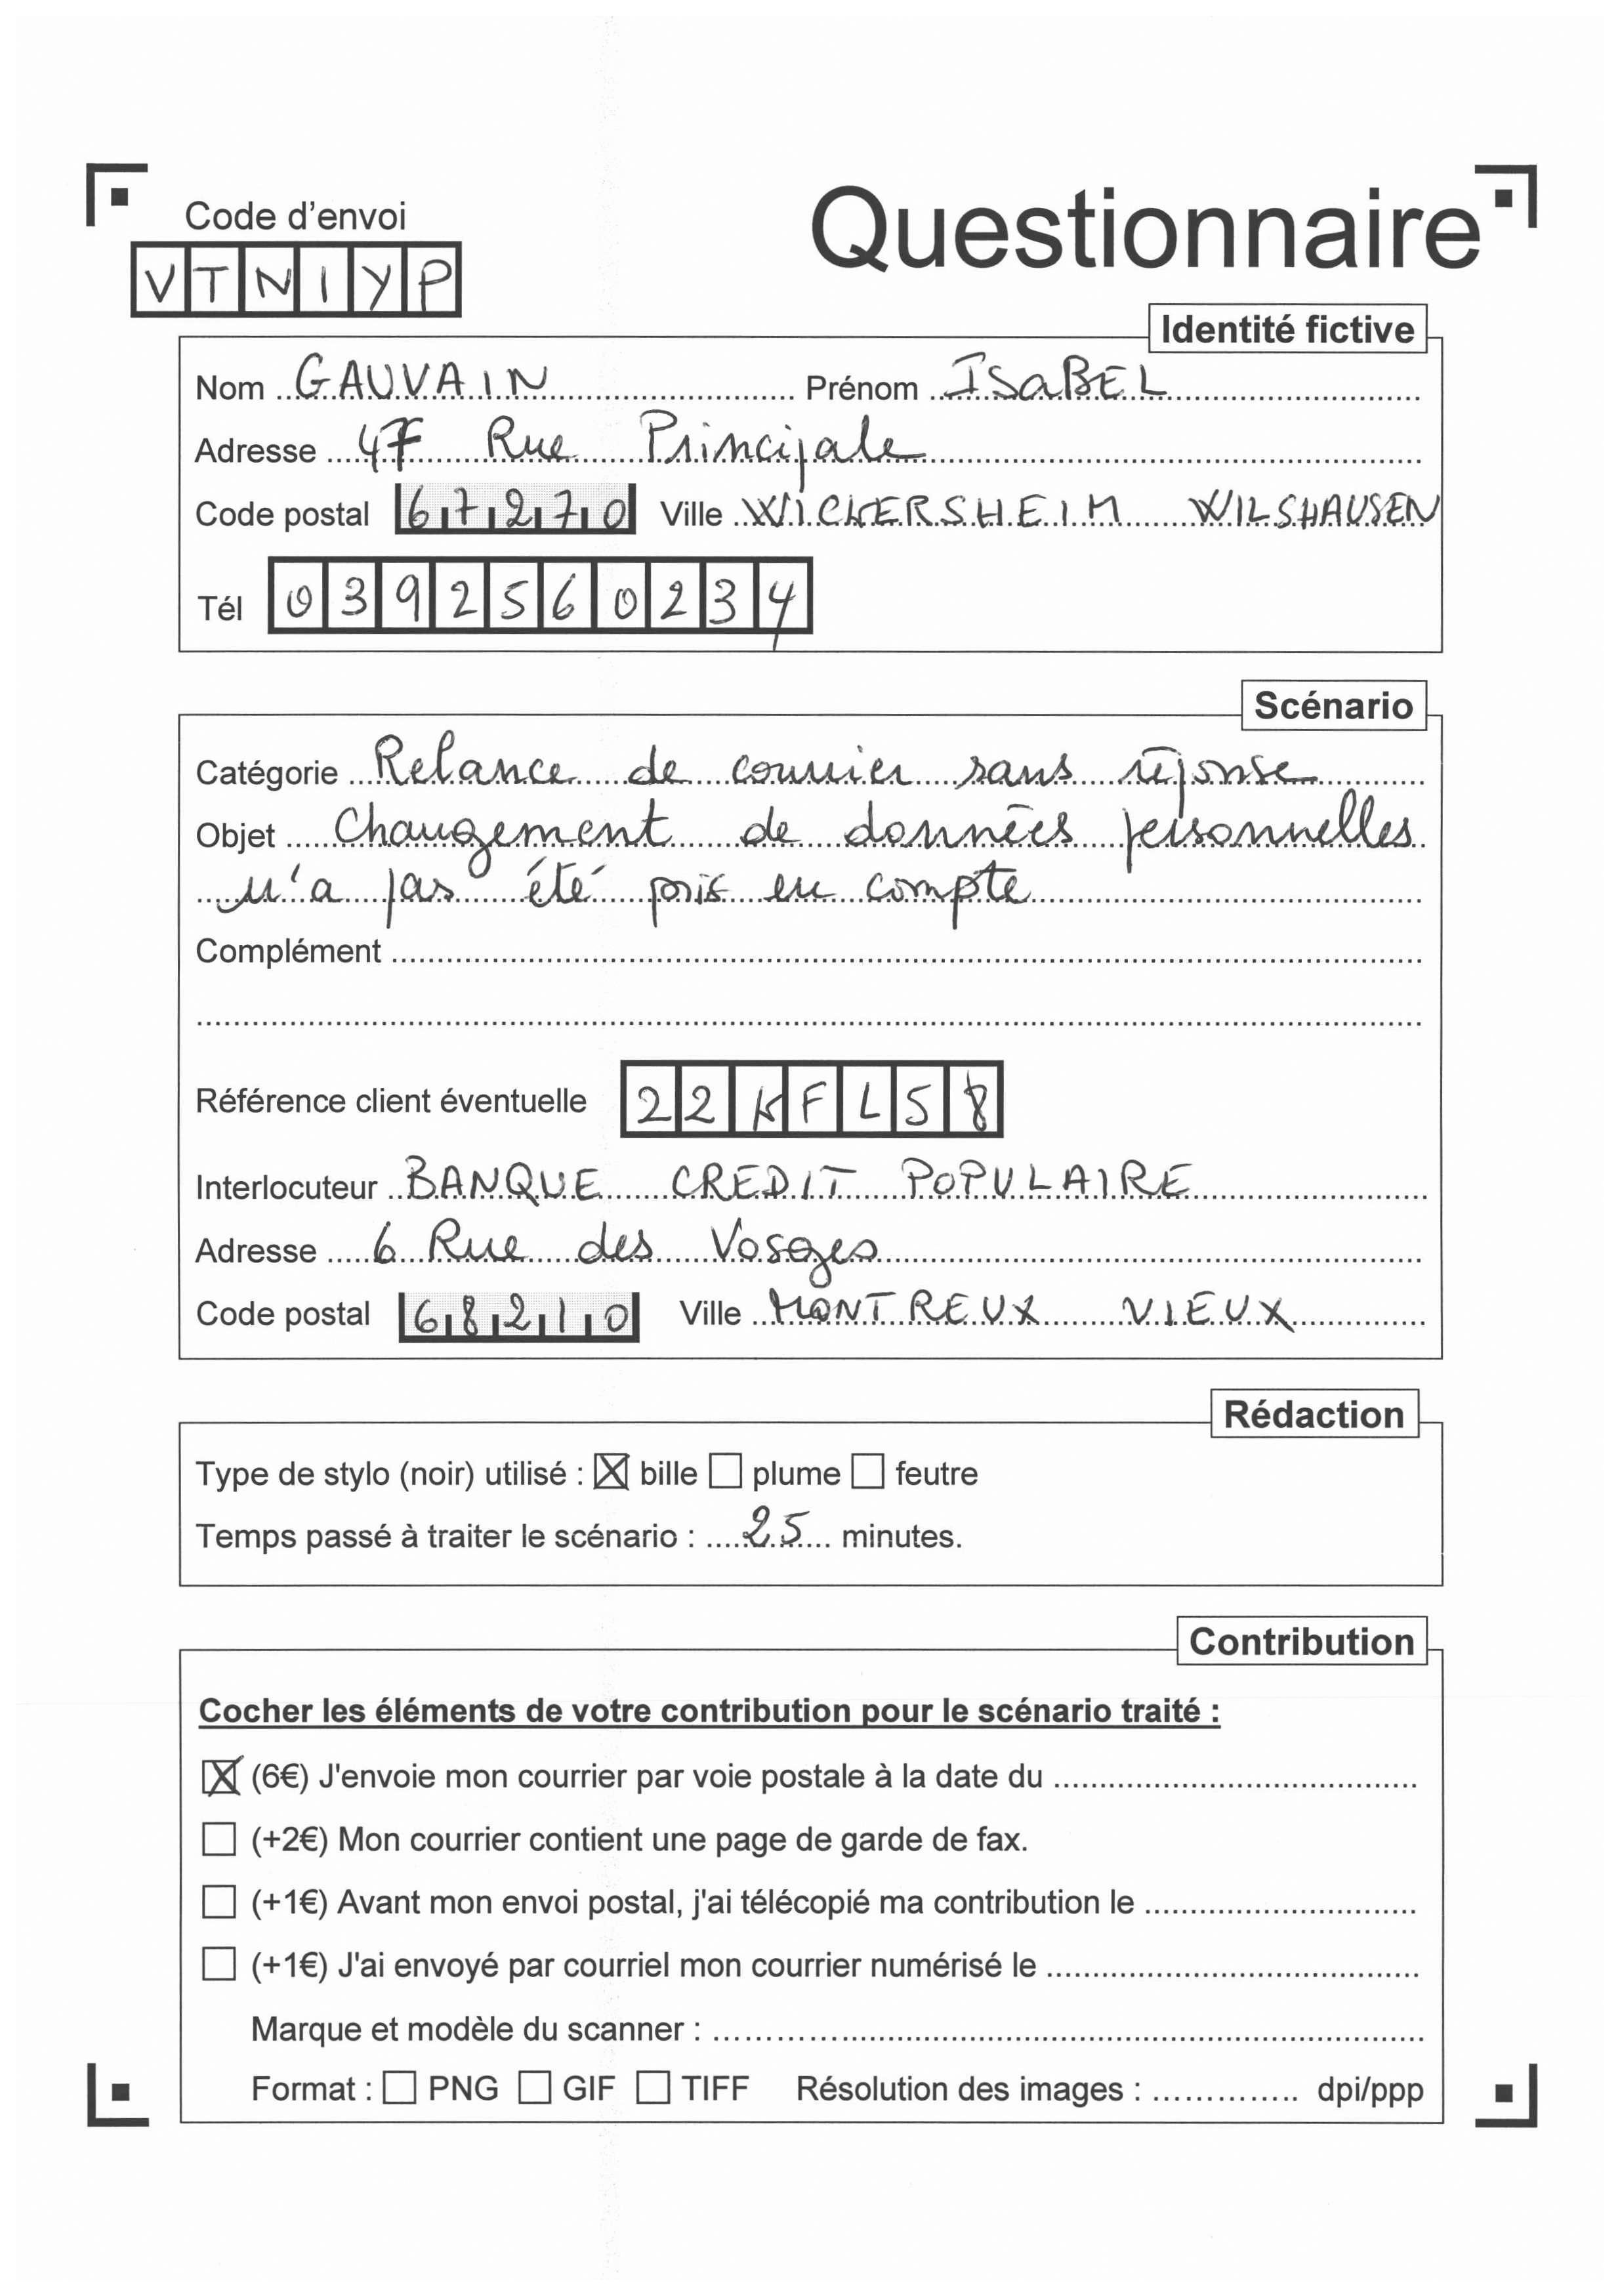 Code d'envoi
VTNIYP
Questionnaire
Identité fictive
Nom GAUVAIN Prénom ISaBEL
Adresse 47 Rue Principale
Code postal 67270 Ville WICKERSHEIM WILSHAUSEN
Tél 0392560234
Scénario
Catégorie Relance de courrier sans réponse
Objet Changement de données personnelles
n'a pas été pris en compte
Complément
Référence client éventuelle 22KFL58
Interlocuteur BANQUE CREDIT POPULAIRE
Adresse 6 Rue des Vosges
Code postal 68210 Ville MONTREUX VIEUX
Rédaction
Type de stylo (noir) utilisé : ☒ bille ☐ plume ☐ feutre
Temps passé à traiter le scénario : 25 minutes.
Contribution
Cocher les éléments de votre contribution pour le scénario traité :
☒ (6€) J'envoie mon courrier par voie postale à la date du
☐ (+2€) Mon courrier contient une page de garde de fax.
☐ (+1€) Avant mon envoi postal, j'ai télécopié ma contribution le
☐ (+1€) J'ai envoyé par courriel mon courrier numérisé le
Marque et modèle du scanner :
Format : ☐ PNG ☐ GIF ☐ TIFF Résolution des images : dpi/ppp